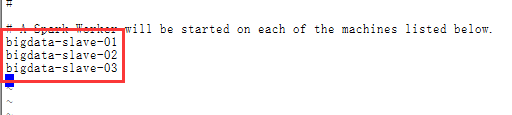 #
# A Spark Worker will be started on each of the machines listed below.
bigdata-slave-01
bigdata-slave-02
bigdata-slave-03
~
~
~